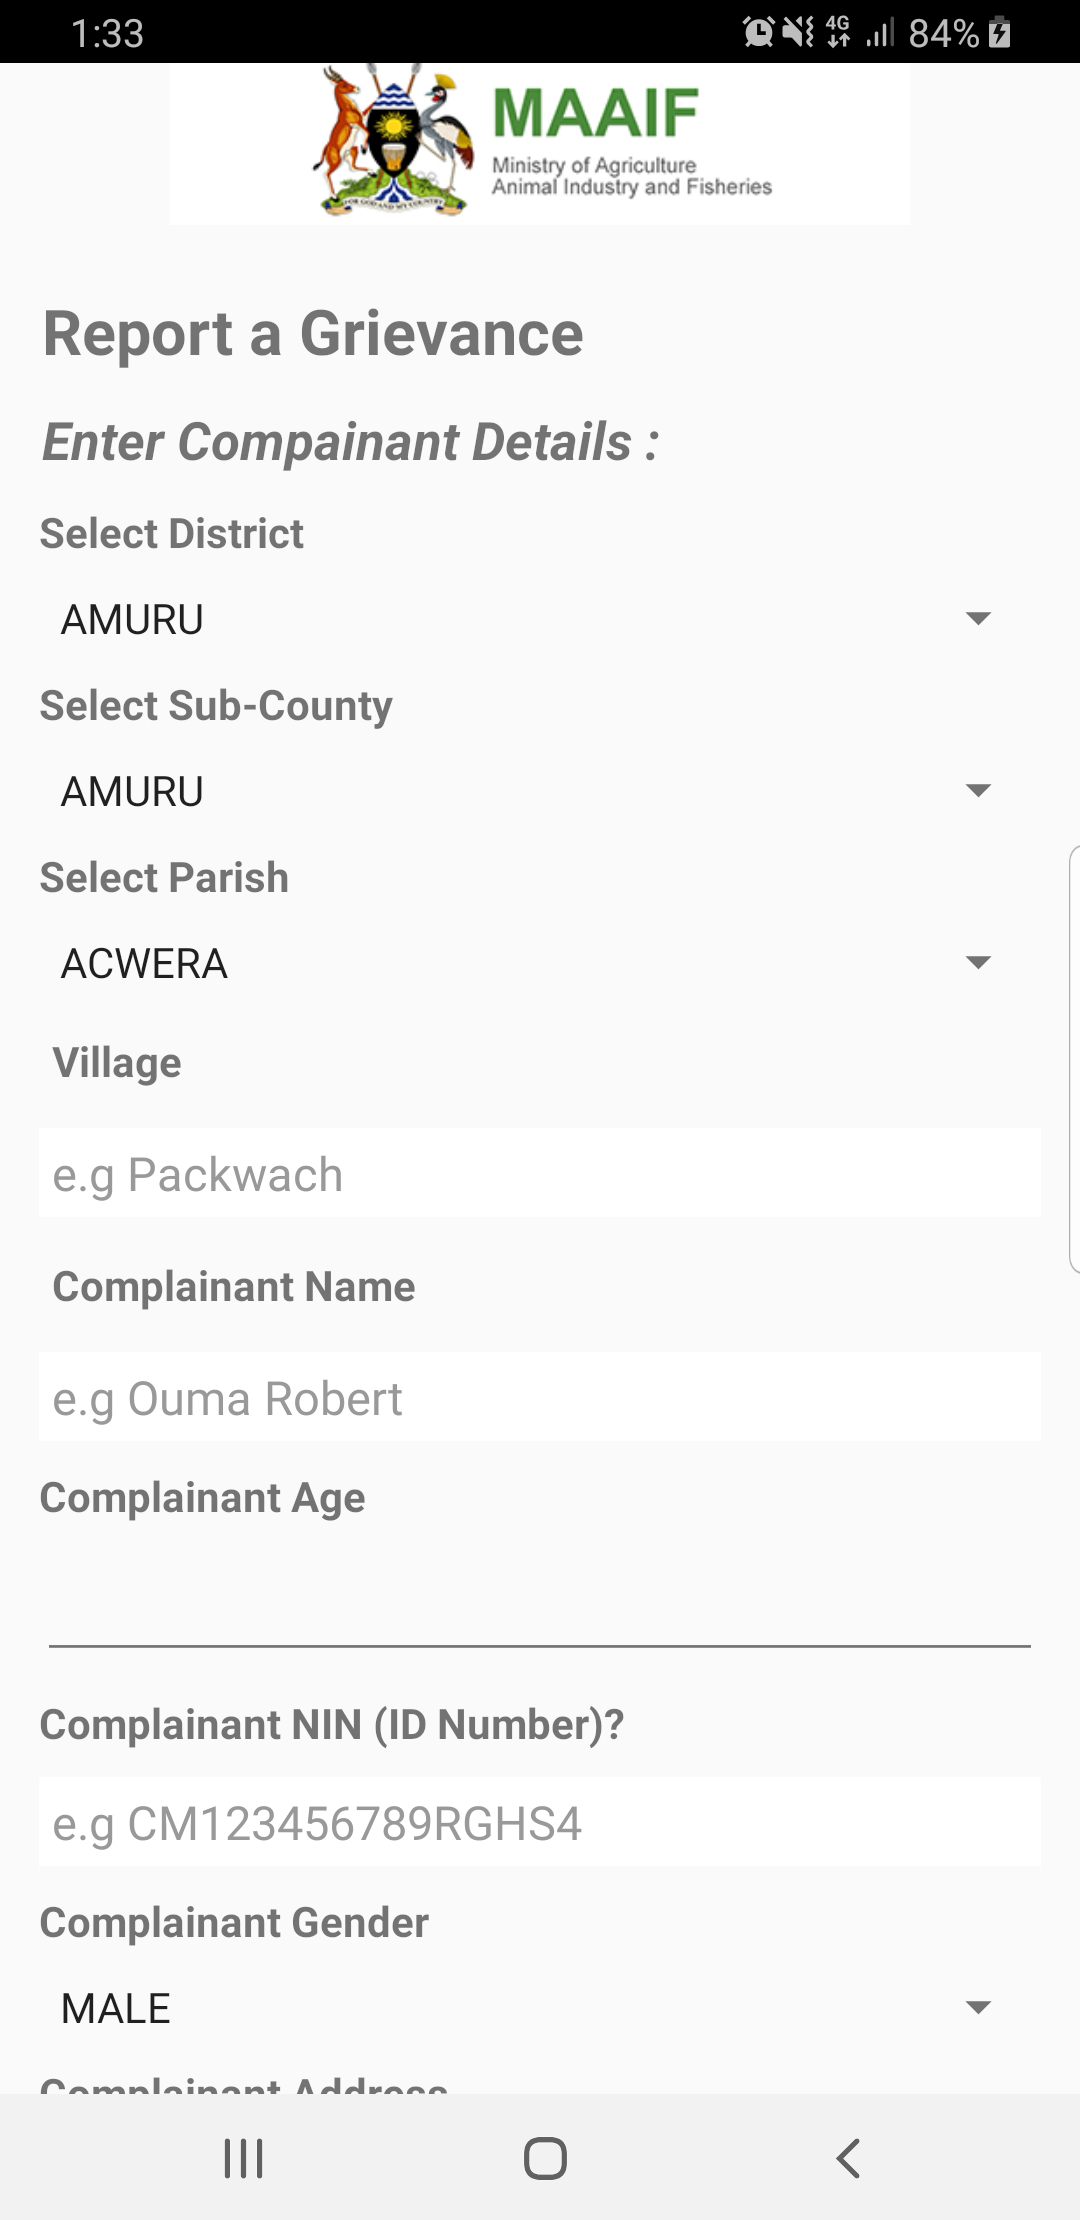 1:33
4G
84%
MAAIF
Ministry of Agriculture
Animal Industry and Fisheries
FOR GOD AND MY COUNTRY
Report a Grievance
Enter Compainant Details :
Select District
AMURU
Select Sub-County
AMURU
Select Parish
ACWERA
Village
e.g Packwach
Complainant Name
e.g Ouma Robert
Complainant Age
Complainant NIN (ID Number)?
e.g CM123456789RGHS4
Complainant Gender
MALE
Complainant Address